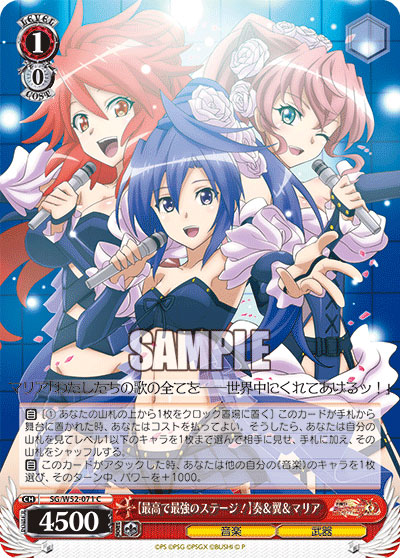 LEVEL
1
0
COST
SAMPLE
マリア「わたしたちの歌の全てを――世界中にくれてあげるッ！」
自【(1) あなたの山札の上から1枚をクロック置場に置く】 このカードが手札から
舞台に置かれた時、あなたはコストを払ってよい。そうしたら、あなたは自分の
山札を見てレベル1以下のキャラを1枚まで選んで相手に見せ、手札に加え、その
山札をシャッフルする。
自 このカードがアタックした時、あなたは他の自分の《音楽》のキャラを1枚
選び、そのターン中、パワーを＋1000。
CH
SG/W52-071 C
POWER
4500
【最高で最強のステージ！】奏&翼&マリア
音楽
武器
©PS ©PSG ©PSGX ©BUSHI © P